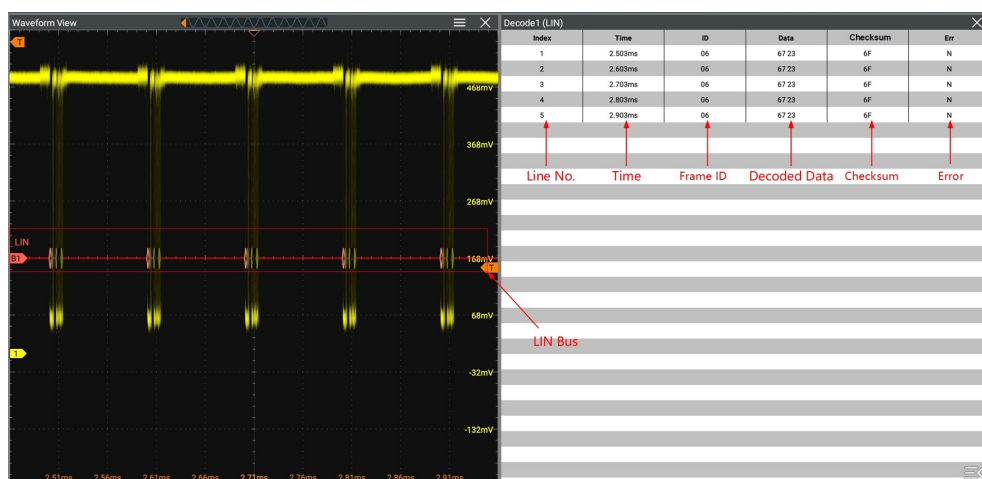 Waveform View
T
468mV
368mV
268mV
LIN
B1
168mV
T
68mV
1
-32mV
-132mV
2.51ms 2.56ms 2.61ms 2.66ms 2.71ms 2.76ms 2.81ms 2.86ms 2.91ms
Decode1 (LIN)
Index Time ID Data Checksum Err
1 2.503ms 06 67 23 6F N
2 2.603ms 06 67 23 6F N
3 2.703ms 06 67 23 6F N
4 2.803ms 06 67 23 6F N
5 2.903ms 06 67 23 6F N
Line No. Time Frame ID Decoded Data Checksum Error
LIN Bus